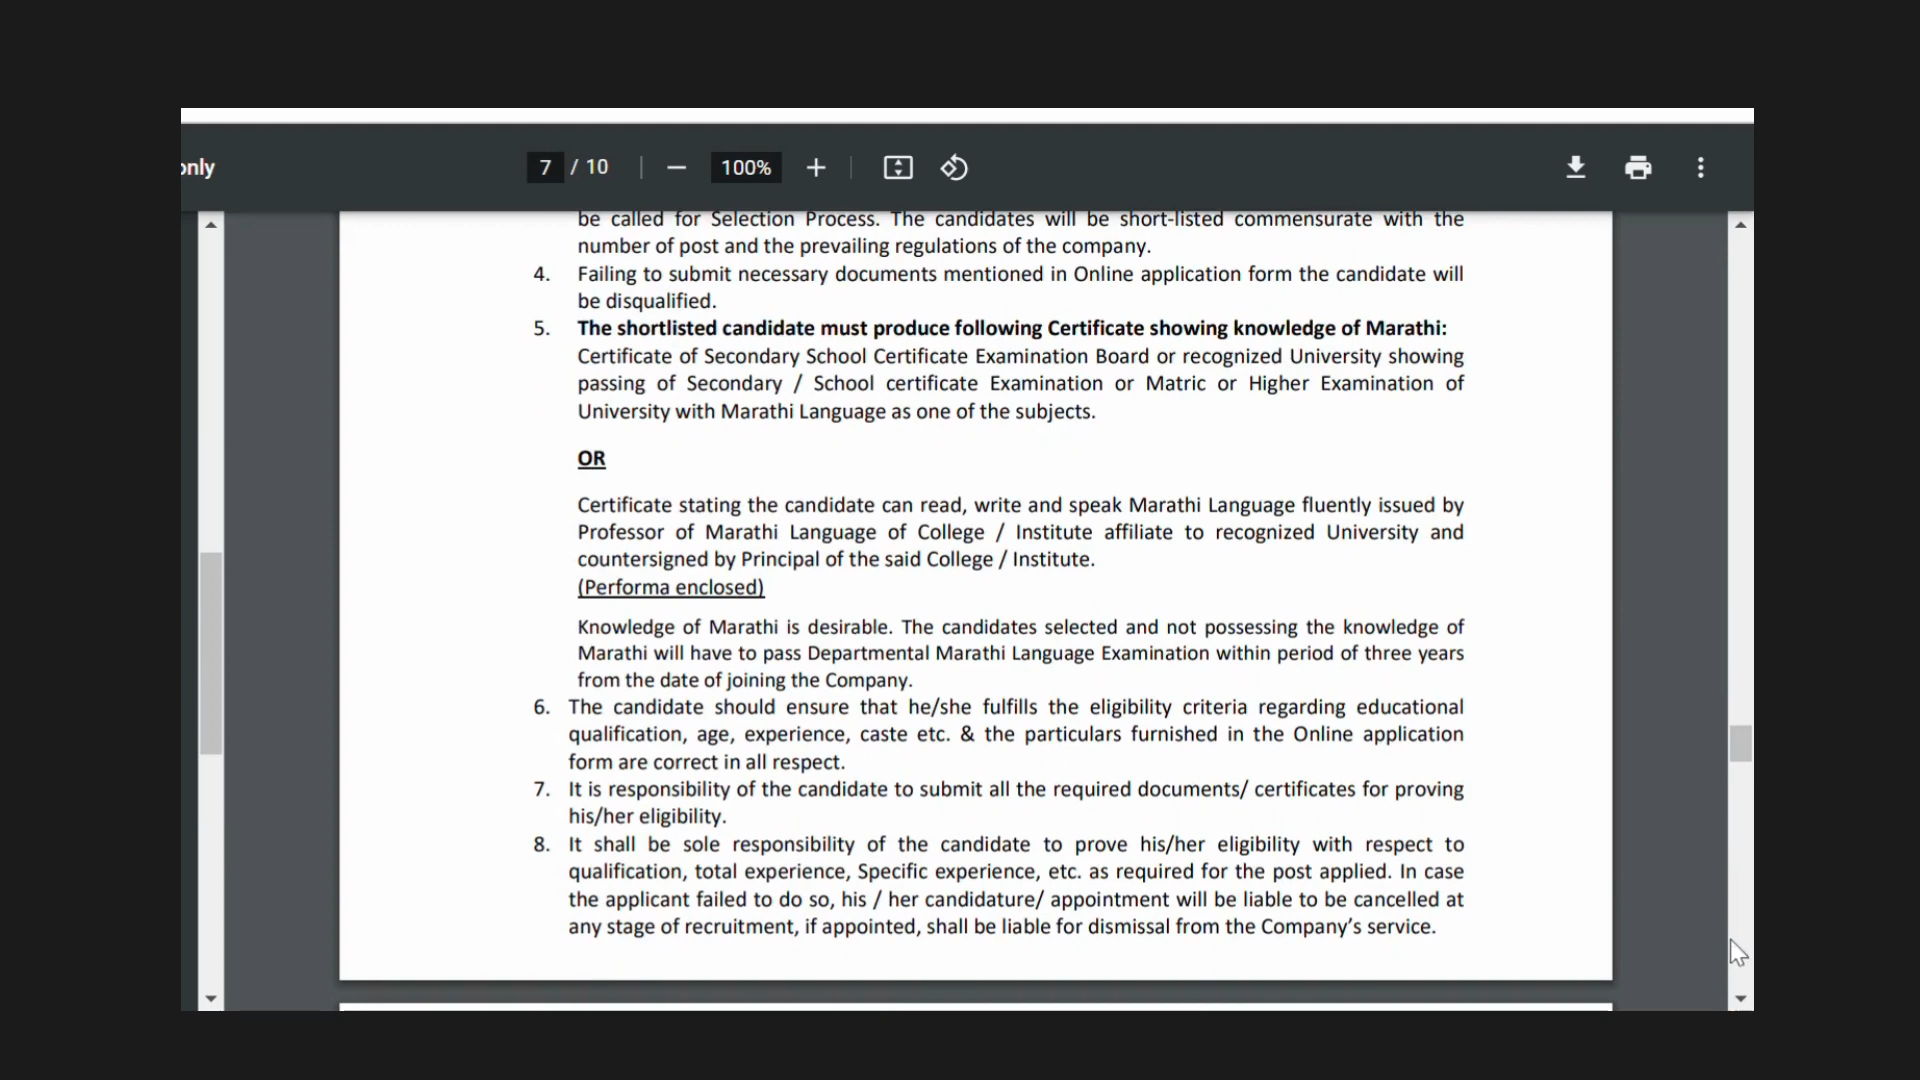 only
7 / 10
100%
be called for Selection Process. The candidates will be short-listed commensurate with the
number of post and the prevailing regulations of the company.
4. Failing to submit necessary documents mentioned in Online application form the candidate will
be disqualified.
5. The shortlisted candidate must produce following Certificate showing knowledge of Marathi:
Certificate of Secondary School Certificate Examination Board or recognized University showing
passing of Secondary / School certificate Examination or Matric or Higher Examination of
University with Marathi Language as one of the subjects.
OR
Certificate stating the candidate can read, write and speak Marathi Language fluently issued by
Professor of Marathi Language of College / Institute affiliate to recognized University and
countersigned by Principal of the said College / Institute.
(Performa enclosed)
Knowledge of Marathi is desirable. The candidates selected and not possessing the knowledge of
Marathi will have to pass Departmental Marathi Language Examination within period of three years
from the date of joining the Company.
6. The candidate should ensure that he/she fulfills the eligibility criteria regarding educational
qualification, age, experience, caste etc. & the particulars furnished in the Online application
form are correct in all respect.
7. It is responsibility of the candidate to submit all the required documents/ certificates for proving
his/her eligibility.
8. It shall be sole responsibility of the candidate to prove his/her eligibility with respect to
qualification, total experience, Specific experience, etc. as required for the post applied. In case
the applicant failed to do so, his / her candidature/ appointment will be liable to be cancelled at
any stage of recruitment, if appointed, shall be liable for dismissal from the Company's service.